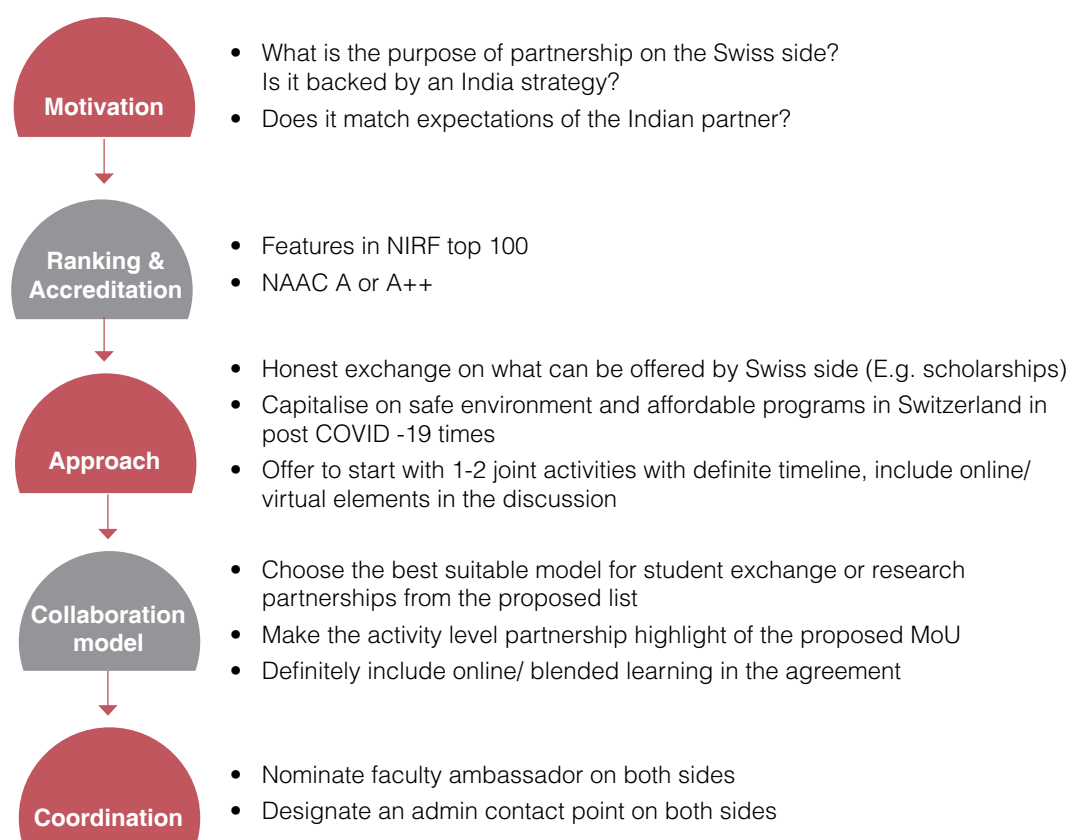 Motivation
• What is the purpose of partnership on the Swiss side?
Is it backed by an India strategy?
• Does it match expectations of the Indian partner?
Ranking &
Accreditation
• Features in NIRF top 100
• NAAC A or A++
Approach
• Honest exchange on what can be offered by Swiss side (E.g. scholarships)
• Capitalise on safe environment and affordable programs in Switzerland in
post COVID -19 times
• Offer to start with 1-2 joint activities with definite timeline, include online/
virtual elements in the discussion
Collaboration
model
• Choose the best suitable model for student exchange or research
partnerships from the proposed list
• Make the activity level partnership highlight of the proposed MoU
• Definitely include online/ blended learning in the agreement
Coordination
• Nominate faculty ambassador on both sides
• Designate an admin contact point on both sides